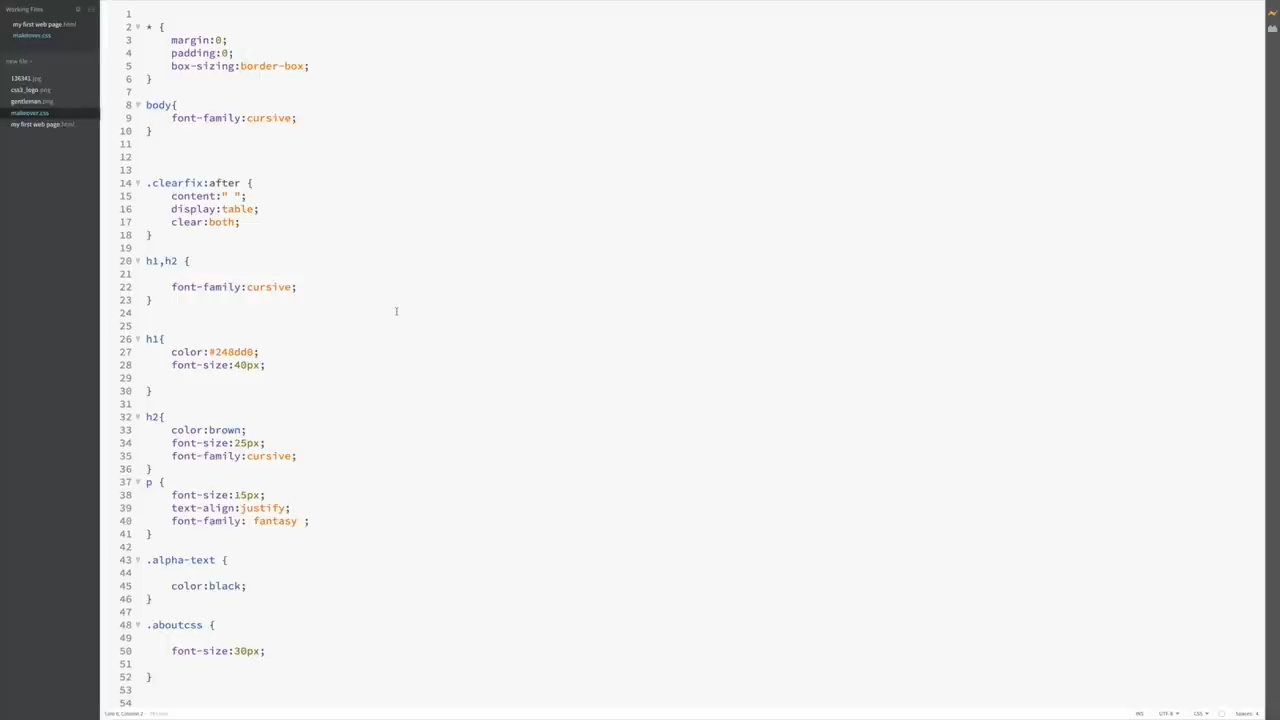 Working Files
my first web page.html
makeover.css
new file
136341.jpg
css3_logo.png
gentleman.png
makeover.css
my first web page.html
1
2 * {
3 margin:0;
4 padding:0;
5 box-sizing:border-box;
6 }
7
8 body{
9 font-family:cursive;
10 }
11
12
13
14 .clearfix:after {
15 content:" ";
16 display:table;
17 clear:both;
18 }
19
20 h1,h2 {
21
22 font-family:cursive;
23 }
24
25
26 h1{
27 color:#248dd0;
28 font-size:40px;
29
30 }
31
32 h2{
33 color:brown;
34 font-size:25px;
35 font-family:cursive;
36 }
37 p {
38 font-size:15px;
39 text-align:justify;
40 font-family: fantasy ;
41 }
42
43 .alpha-text {
44
45 color:black;
46 }
47
48 .aboutcss {
49
50 font-size:30px;
51
52 }
53
54
INS UTF-8 CSS Spaces: 4